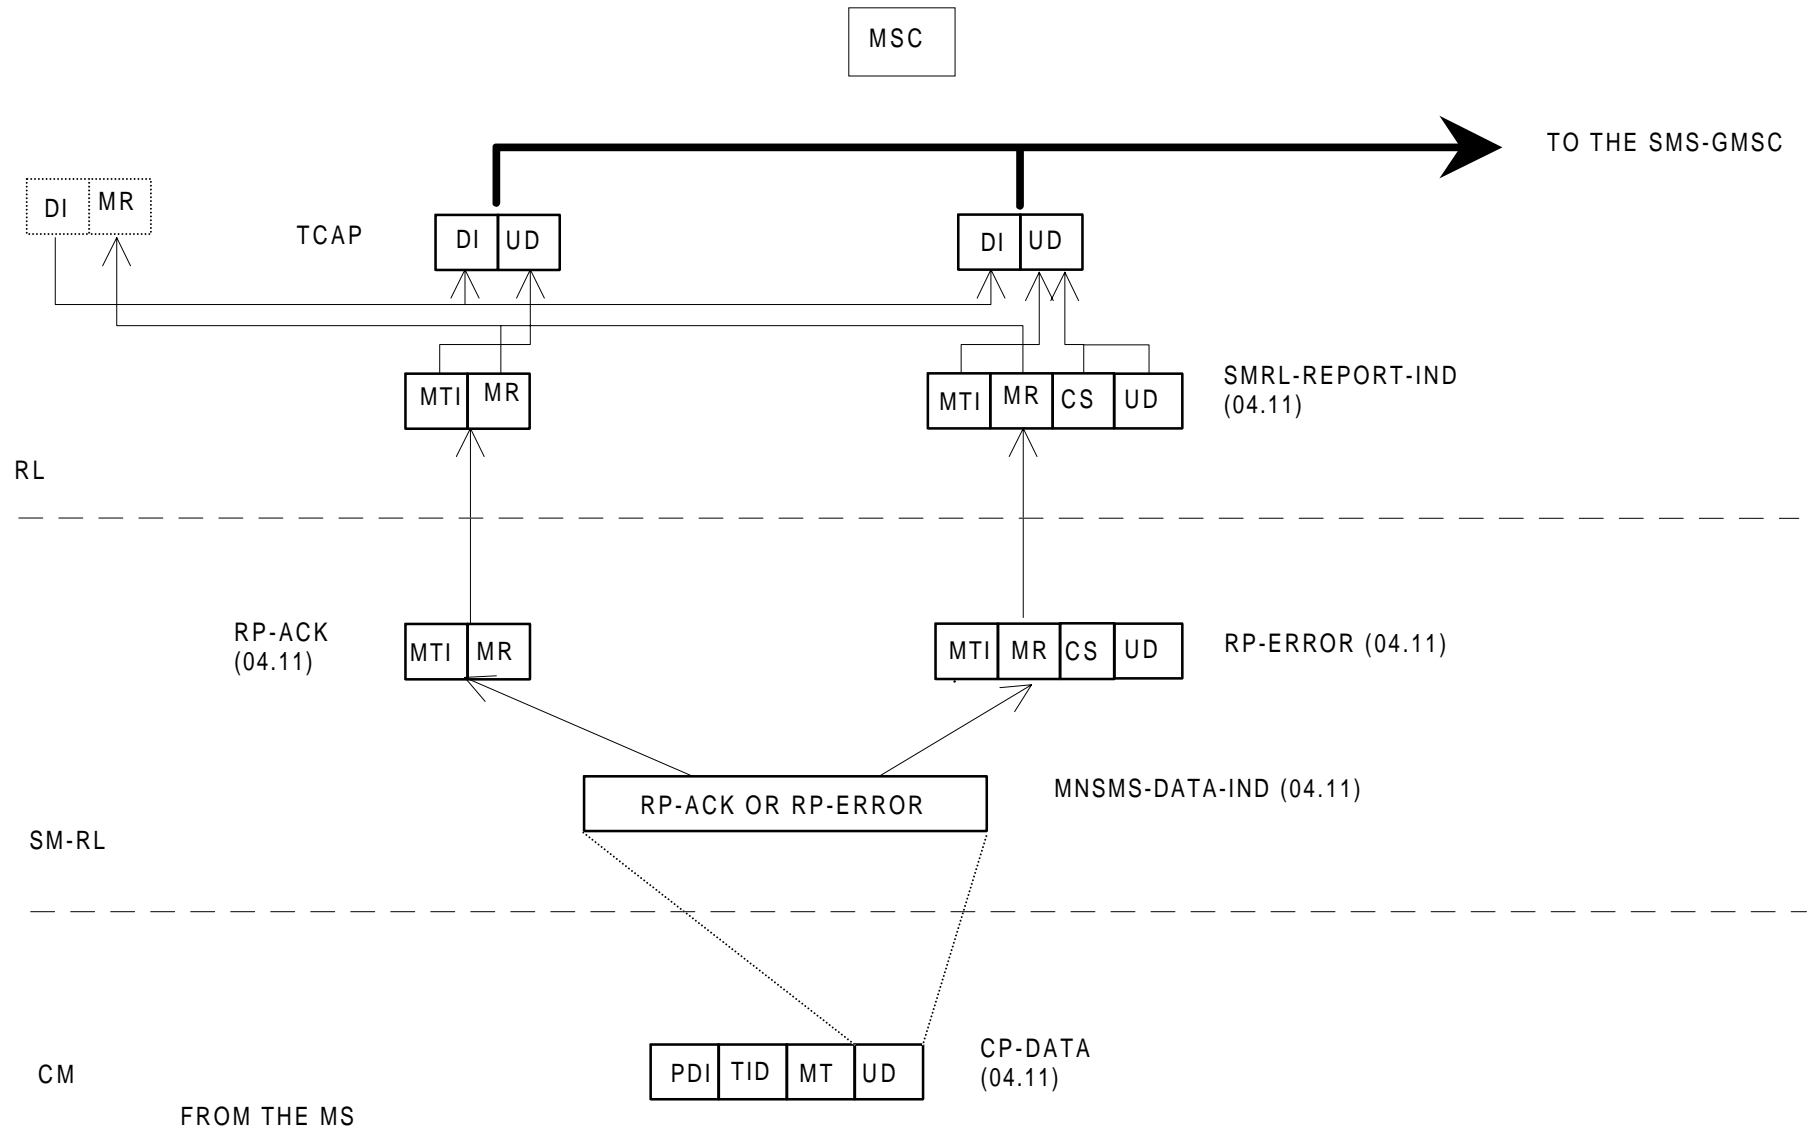 MSC
TO THE SMS-GMSC
DI MR
TCAP
DI UD
DI UD
MTI MR
MTI MR CS UD
SMRL-REPORT-IND
(04.11)
RL
RP-ACK
(04.11)
MTI MR
MTI MR CS UD
RP-ERROR (04.11)
RP-ACK OR RP-ERROR
MNSMS-DATA-IND (04.11)
SM-RL
CM
PDI TID MT UD
CP-DATA
(04.11)
FROM THE MS